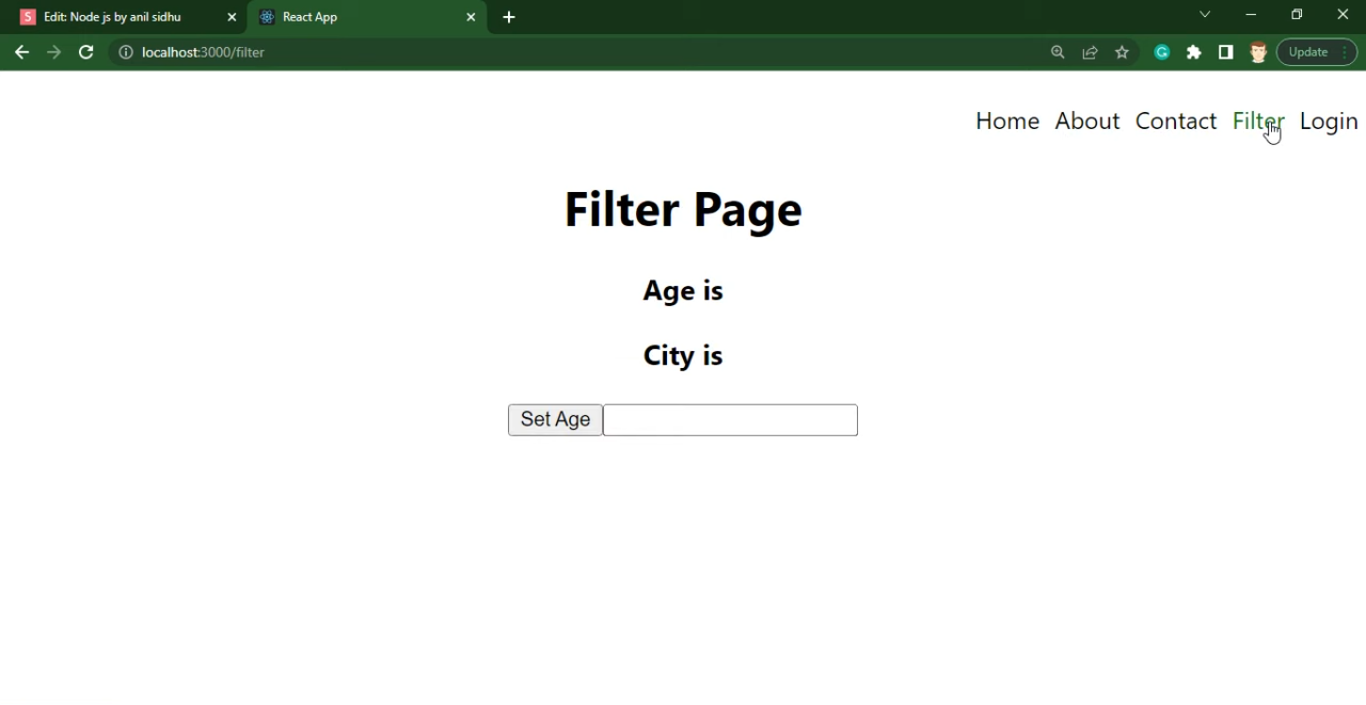 S Edit: Node js by anil sidhu
React App
localhost:3000/filter
Update
Home About Contact Filter Login
Filter Page
Age is
City is
Set Age